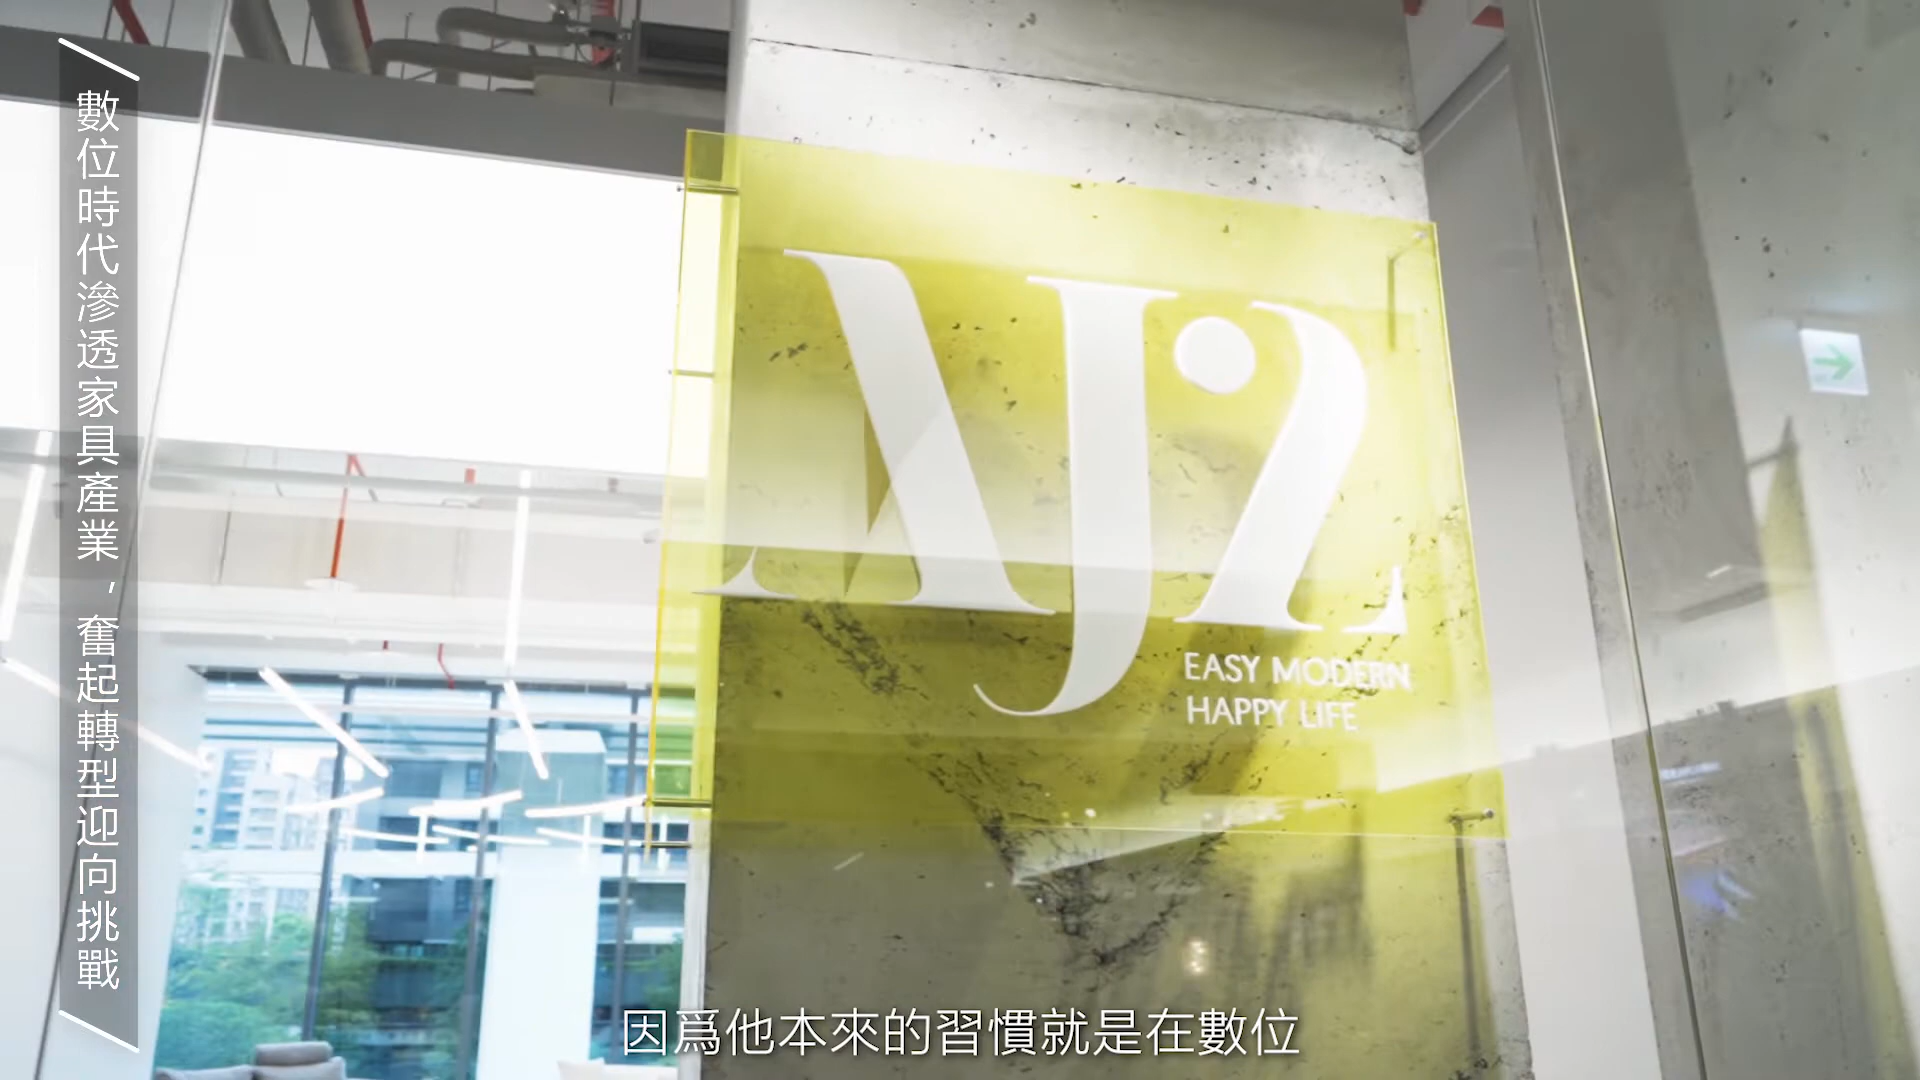 數位時代滲透家具產業，奮起轉型迎向挑戰
AJ2
EASY MODERN
HAPPY LIFE
因爲他本來的習慣就是在數位